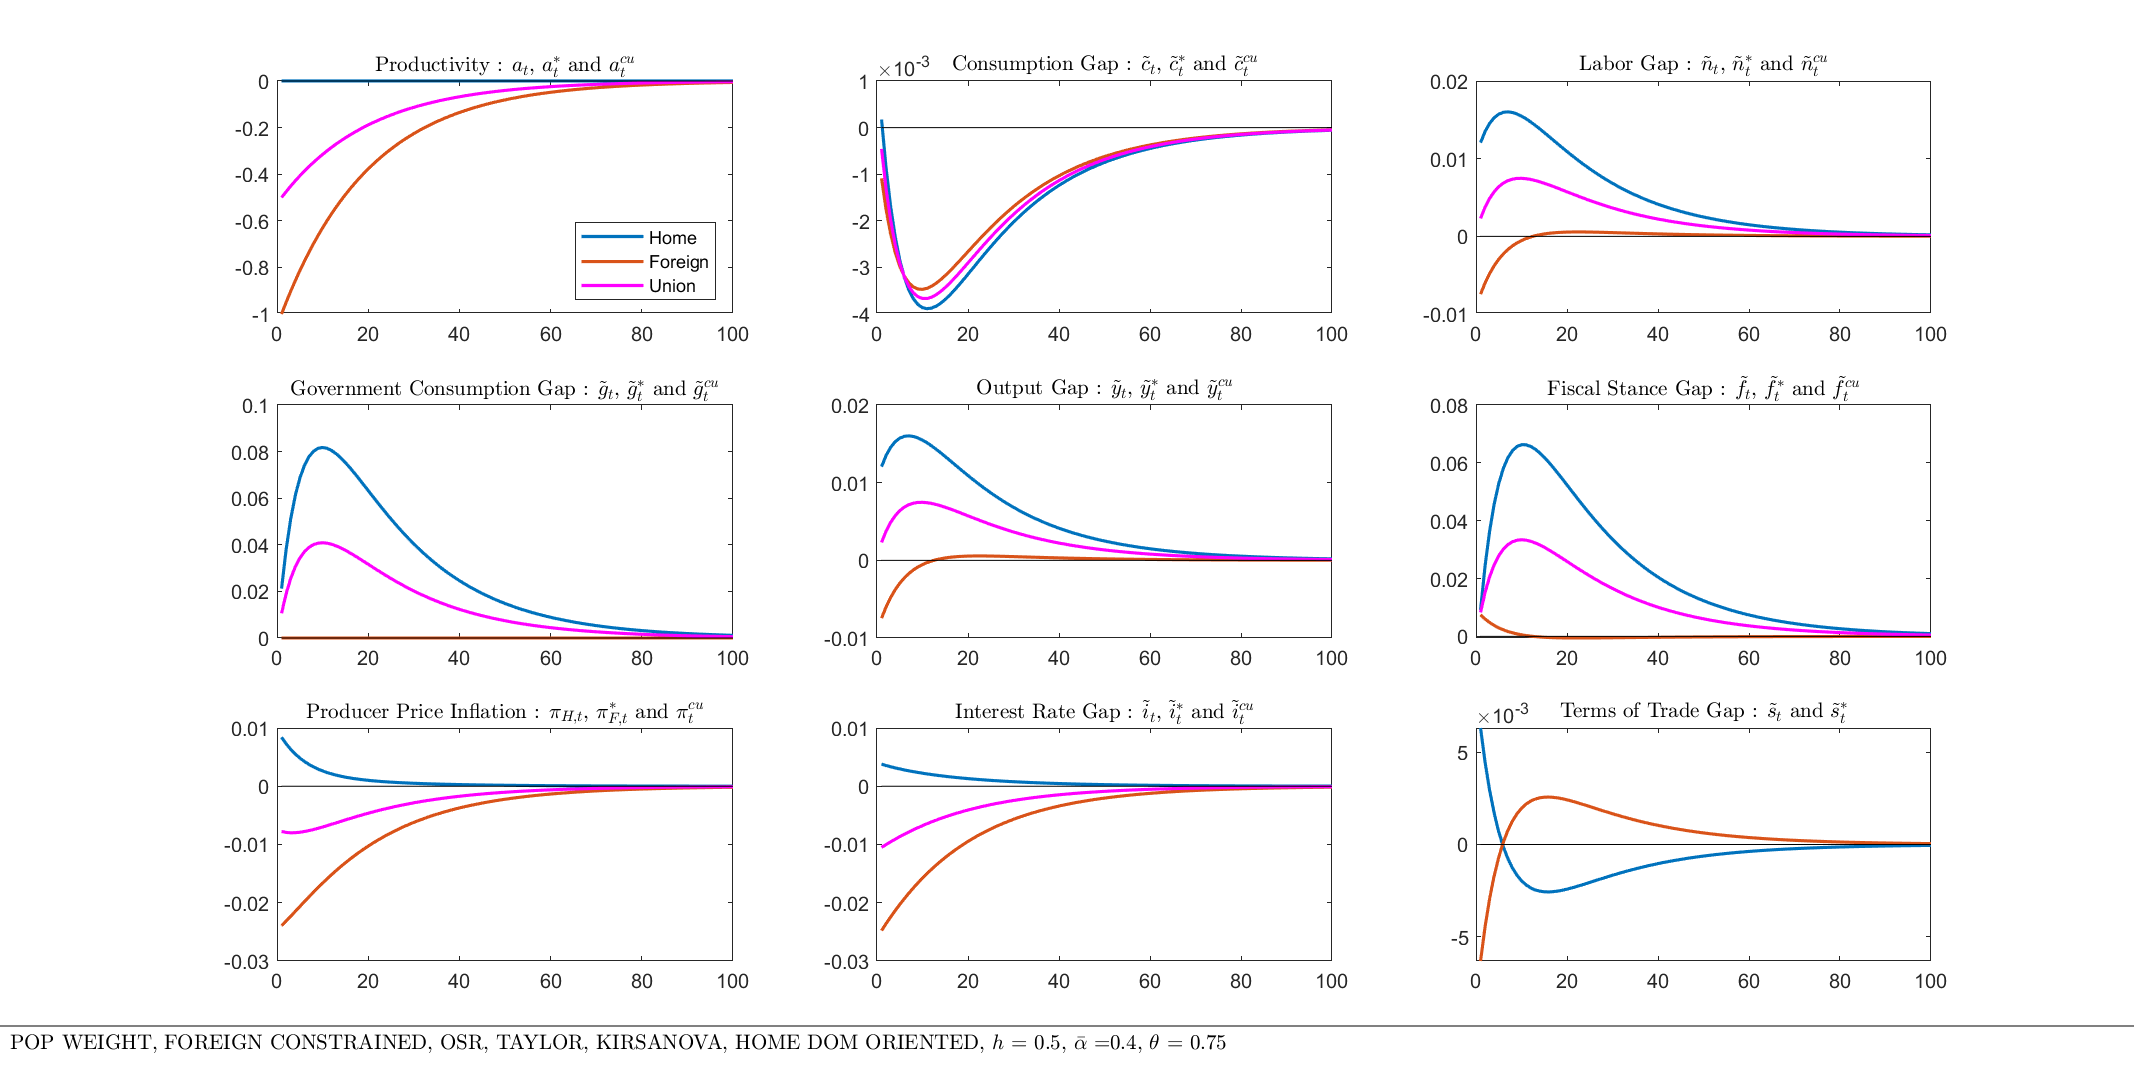 Productivity : a_t, a_t^* and a_t^{cu}
0
-0.2
-0.4
-0.6
-0.8
-1
0 20 40 60 80 100
Home
Foreign
Union
×10^{-3} Consumption Gap : c̃_t, c̃_t^* and c̃_t^{cu}
1
0
-1
-2
-3
-4
0 20 40 60 80 100
Labor Gap : ñ_t, ñ_t^* and ñ_t^{cu}
0.02
0.01
0
-0.01
0 20 40 60 80 100
Government Consumption Gap : g̃_t, g̃_t^* and g̃_t^{cu}
0.1
0.08
0.06
0.04
0.02
0
0 20 40 60 80 100
Output Gap : ỹ_t, ỹ_t^* and ỹ_t^{cu}
0.02
0.01
0
-0.01
0 20 40 60 80 100
Fiscal Stance Gap : f̃_t, f̃_t^* and f̃_t^{cu}
0.08
0.06
0.04
0.02
0
0 20 40 60 80 100
Producer Price Inflation : π_{H,t}, π_{F,t}^* and π_t^{cu}
0.01
0
-0.01
-0.02
-0.03
0 20 40 60 80 100
Interest Rate Gap : ĩ_t, ĩ_t^* and ĩ_t^{cu}
0.01
0
-0.01
-0.02
-0.03
0 20 40 60 80 100
×10^{-3} Terms of Trade Gap : s̃_t and s̃_t^*
5
0
-5
0 20 40 60 80 100
POP WEIGHT, FOREIGN CONSTRAINED, OSR, TAYLOR, KIRSANOVA, HOME DOM ORIENTED, h = 0.5, ᾱ =0.4, θ = 0.75